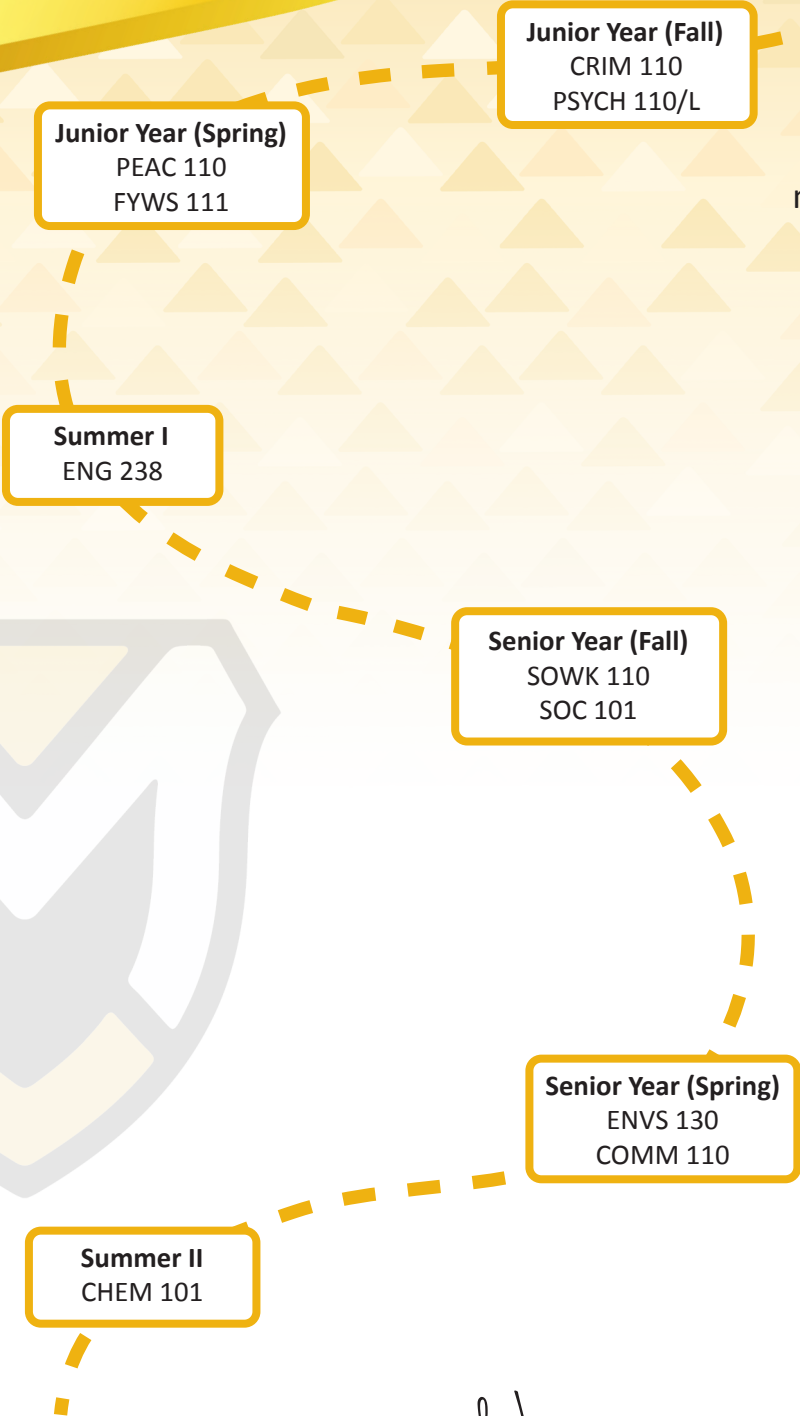 Junior Year (Fall)
CRIM 110
PSYCH 110/L
Junior Year (Spring)
PEAC 110
FYWS 111
Summer I
ENG 238
Senior Year (Fall)
SOWK 110
SOC 101
Senior Year (Spring)
ENVS 130
COMM 110
Summer II
CHEM 101